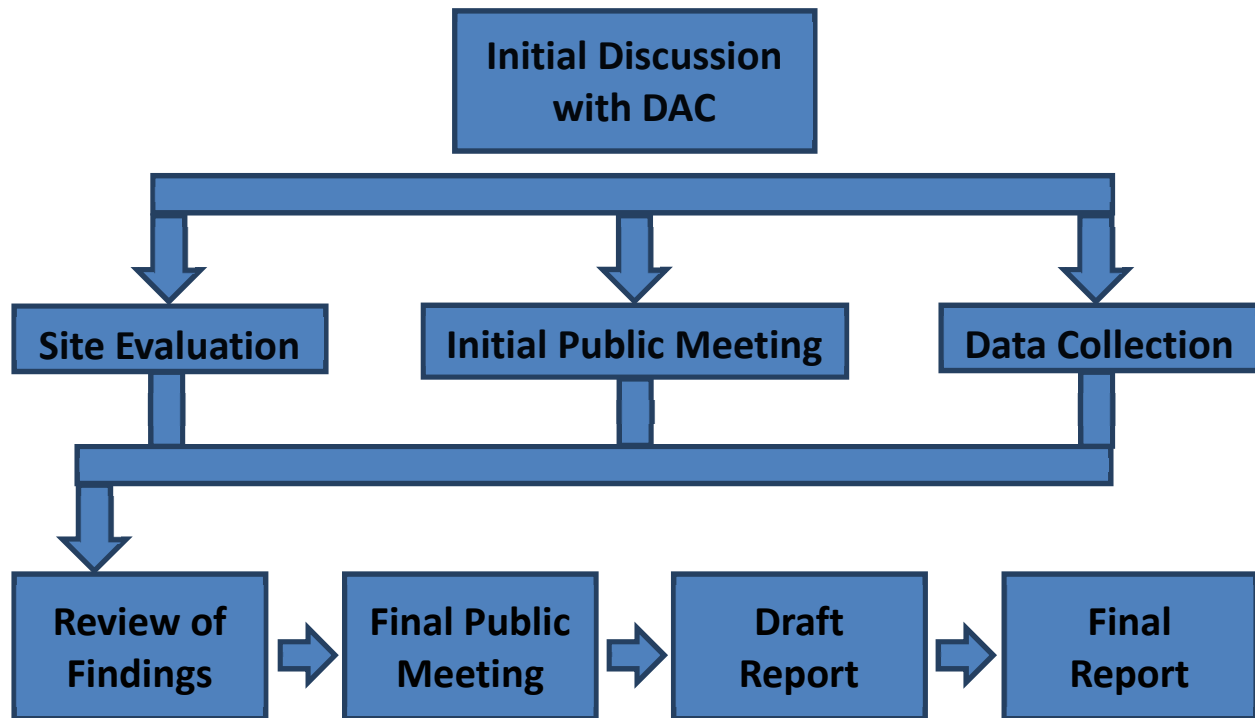 Initial Discussion
with DAC
Site Evaluation
Initial Public Meeting
Data Collection
Review of
Findings
Final Public
Meeting
Draft
Report
Final
Report